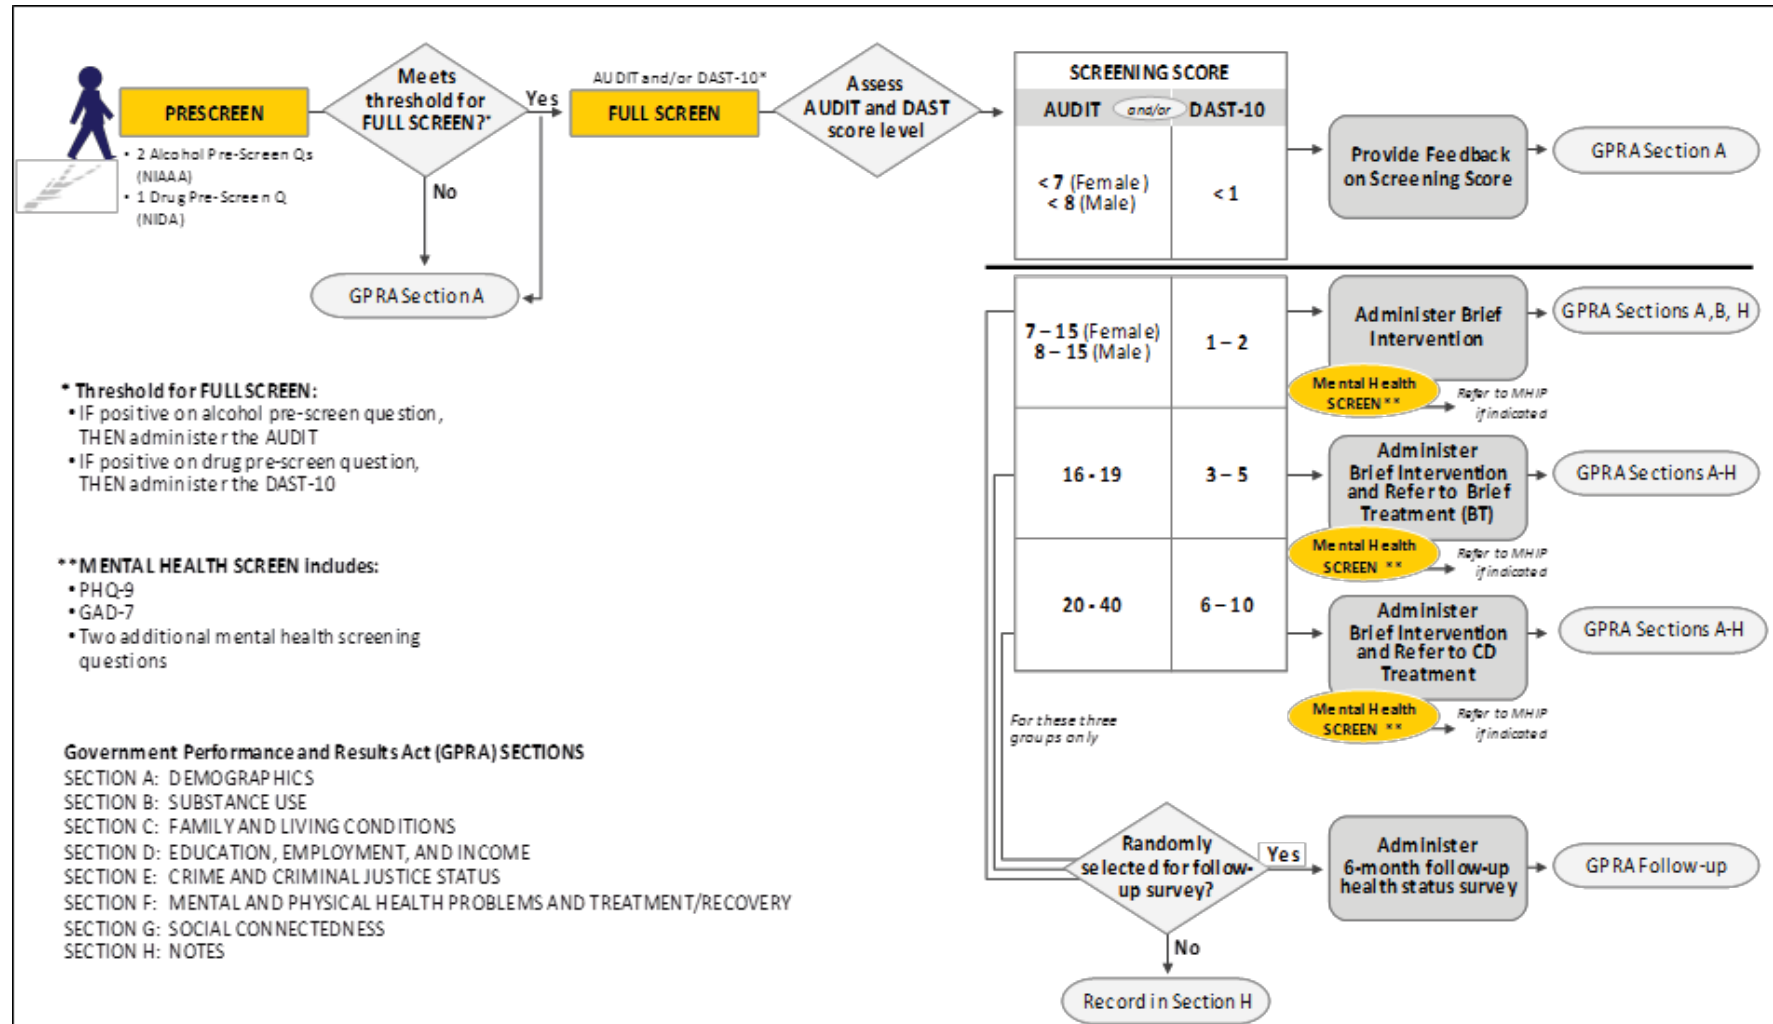 PRESCREEN
• 2 Alcohol Pre-Screen Qs
(NIAAA)
• 1 Drug Pre-Screen Q
(NIDA)
Meets
threshold for
FULL SCREEN?*
Yes
No
GPRA Section A
AUDIT and/or DAST-10*
FULL SCREEN
Assess
AUDIT and DAST
score level
SCREENING SCORE
AUDIT and/or DAST-10
< 7 (Female)
< 8 (Male)
< 1
Provide Feedback
on Screening Score
GPRA Section A
7 – 15 (Female)
8 – 15 (Male)
1 – 2
Administer Brief
Intervention
GPRA Sections A, B, H
Mental Health
SCREEN **
Refer to MHIP
if indicated
16 - 19
3 – 5
Administer
Brief Intervention
and Refer to Brief
Treatment (BT)
GPRA Sections A-H
Mental Health
SCREEN **
Refer to MHIP
if indicated
20 - 40
6 – 10
Administer
Brief Intervention
and Refer to CD
Treatment
GPRA Sections A-H
Mental Health
SCREEN **
Refer to MHIP
if indicated
For these three
groups only
Randomly
selected for follow-
up survey?
Yes
Administer
6-month follow-up
health status survey
GPRA Follow-up
No
Record in Section H
* Threshold for FULL SCREEN:
• IF positive on alcohol pre-screen question,
THEN administer the AUDIT
• IF positive on drug pre-screen question,
THEN administer the DAST-10
**MENTAL HEALTH SCREEN includes:
• PHQ-9
• GAD-7
• Two additional mental health screening
questions
Government Performance and Results Act (GPRA) SECTIONS
SECTION A: DEMOGRAPHICS
SECTION B: SUBSTANCE USE
SECTION C: FAMILY AND LIVING CONDITIONS
SECTION D: EDUCATION, EMPLOYMENT, AND INCOME
SECTION E: CRIME AND CRIMINAL JUSTICE STATUS
SECTION F: MENTAL AND PHYSICAL HEALTH PROBLEMS AND TREATMENT/RECOVERY
SECTION G: SOCIAL CONNECTEDNESS
SECTION H: NOTES